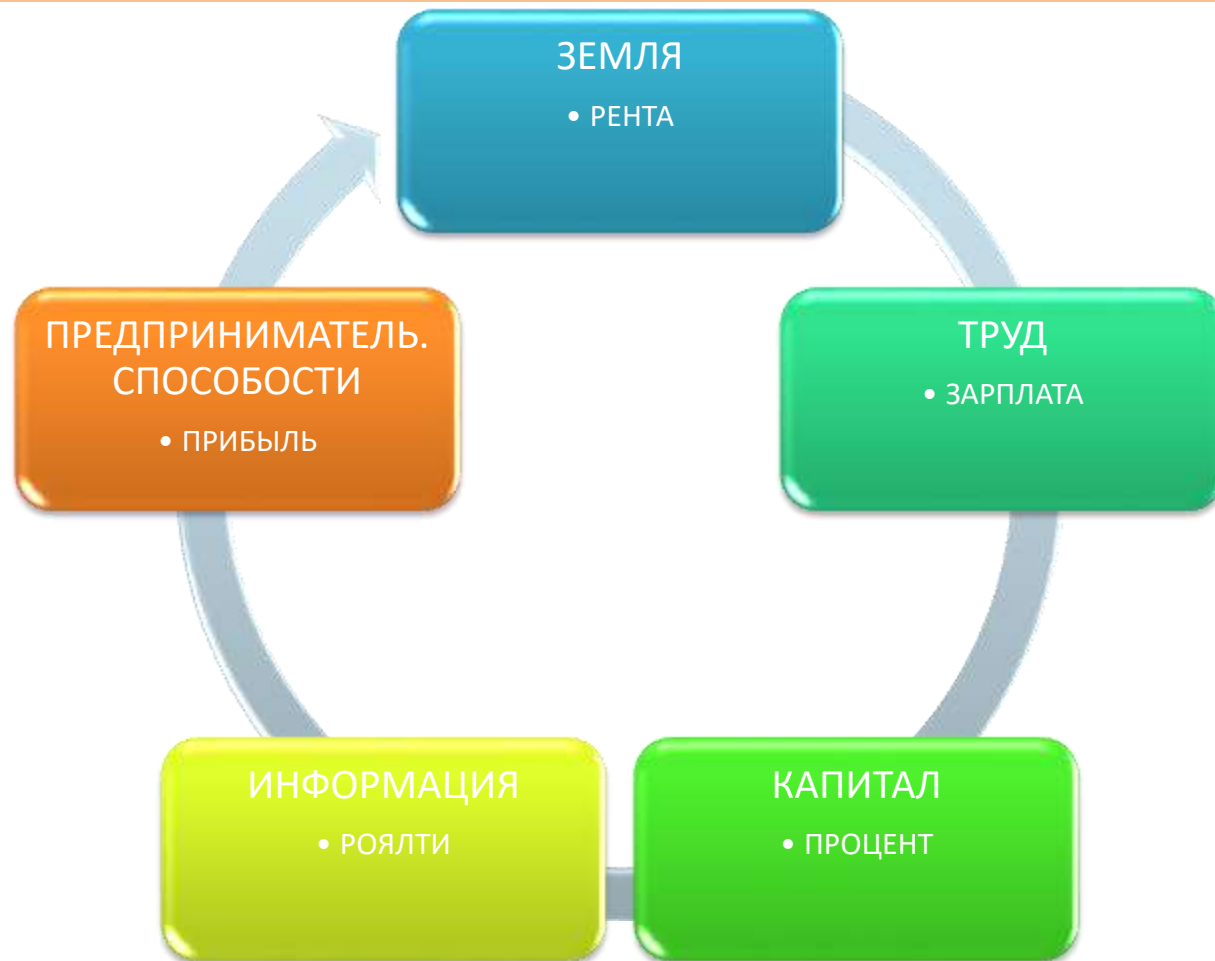 ЗЕМЛЯ
• РЕНТА
ТРУД
• ЗАРПЛАТА
КАПИТАЛ
• ПРОЦЕНТ
ИНФОРМАЦИЯ
• РОЯЛТИ
ПРЕДПРИНИМАТЕЛЬ.
СПОСОБОСТИ
• ПРИБЫЛЬ